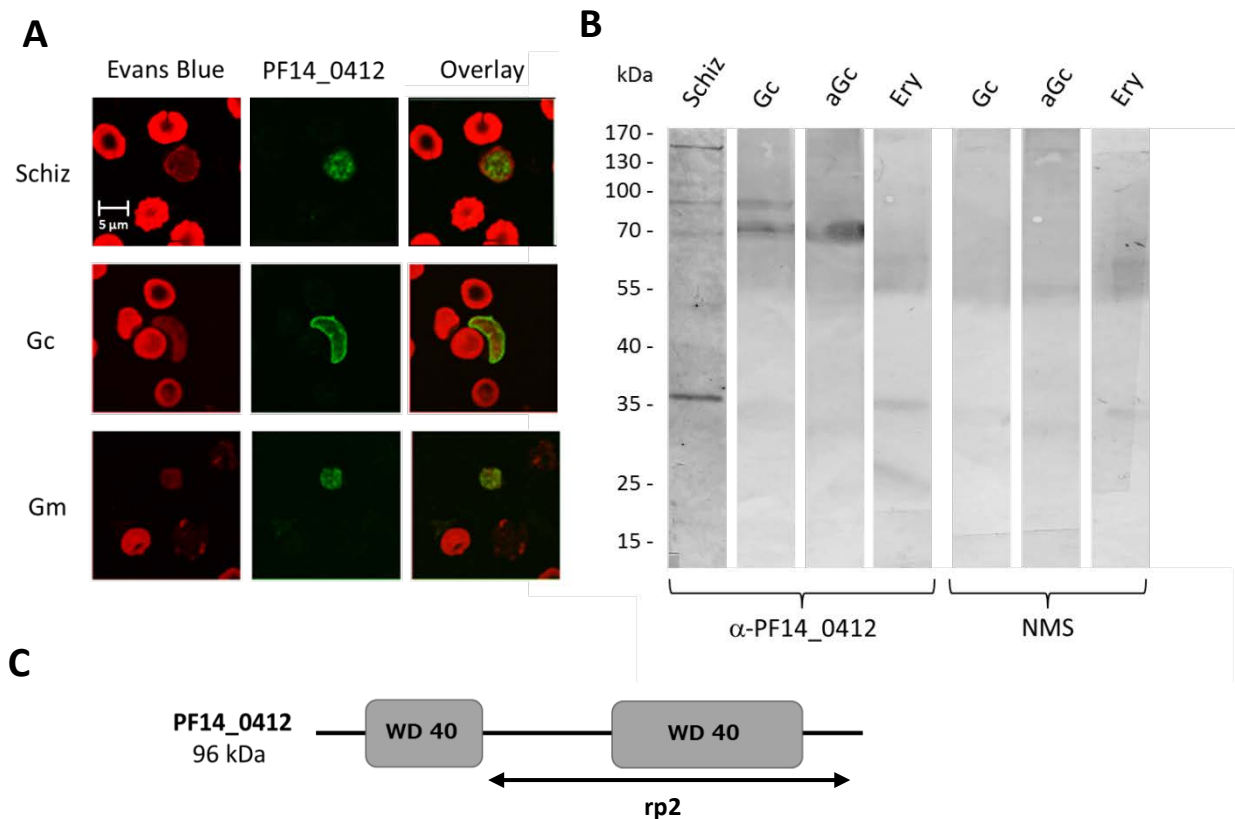 A
Evans Blue PF14_0412 Overlay
Schiz
5 µm
Gc
Gm
B
kDa Schiz Gc aGc Ery Gc aGc Ery
170 -
130 -
100 -
70 -
55 -
40 -
35 -
25 -
15 -
α-PF14_0412 NMS
C
PF14_0412
96 kDa
WD 40 WD 40
rp2